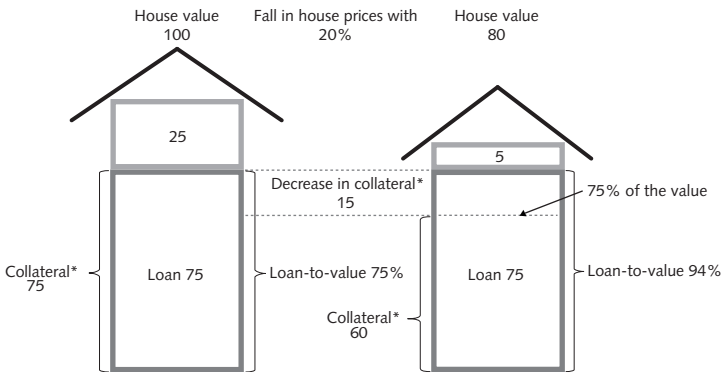 House value
100
Fall in house prices with
20%
House value
80
25
5
Decrease in collateral*
15
75% of the value
Collateral*
75
Loan 75
Loan-to-value 75%
Loan 75
Loan-to-value 94%
Collateral*
60